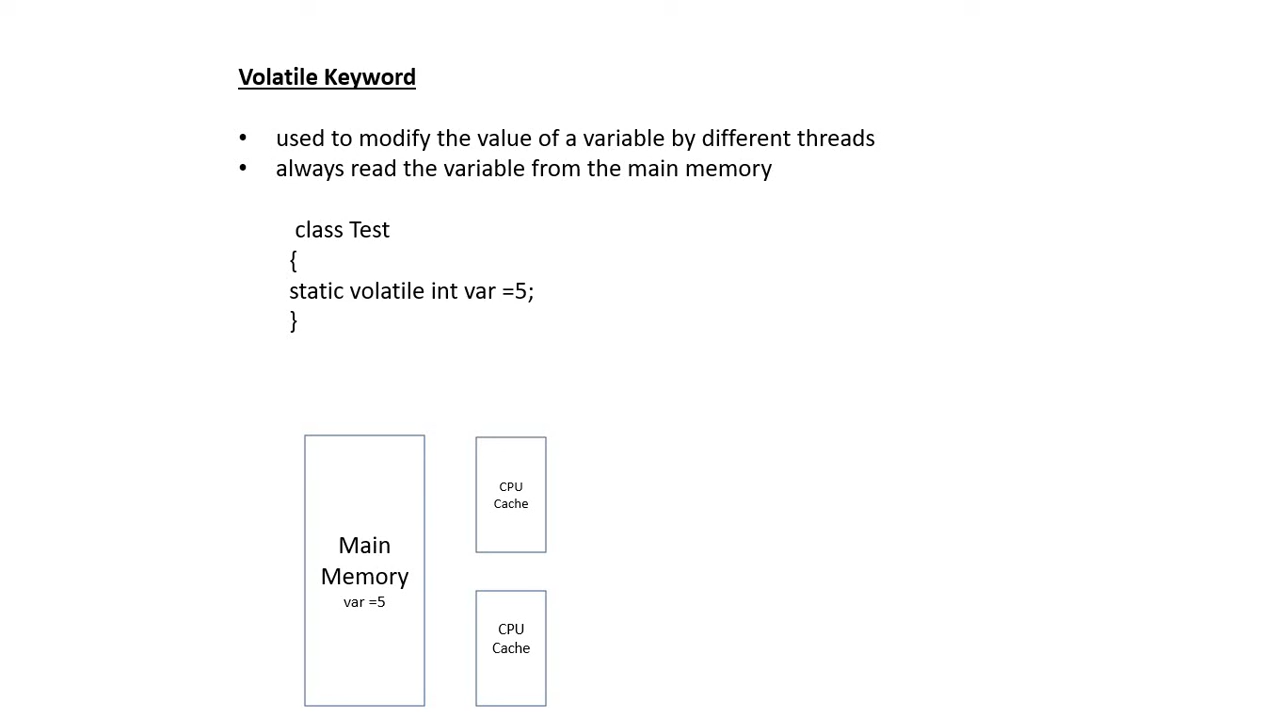 Volatile Keyword
• used to modify the value of a variable by different threads
• always read the variable from the main memory
class Test
{
static volatile int var =5;
}
Main
Memory
var =5
CPU
Cache
CPU
Cache